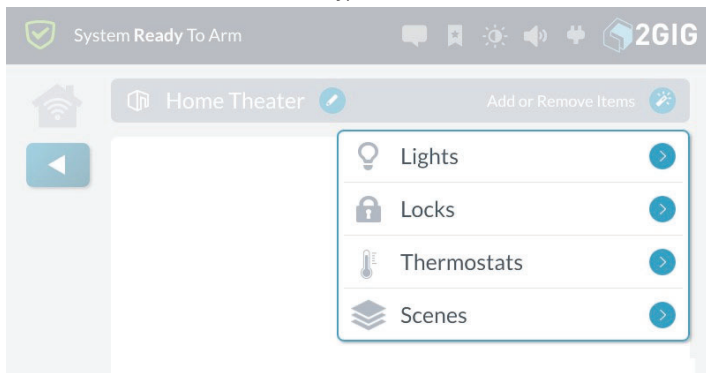 System Ready To Arm
2GIG
Home Theater
Add or Remove Items
Lights
Locks
Thermostats
Scenes